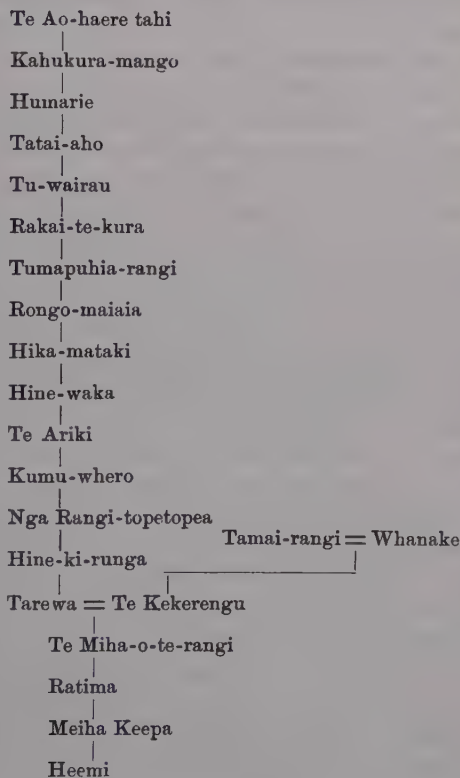 Te Ao-haere tahi
Kahukura-mango
Humarie
Tatai-aho
Tu-wairau
Rakai-te-kura
Tumapuhia-rangi
Rongo-maiaia
Hika-mataki
Hine-waka
Te Ariki
Kumu-whero
Nga Rangi-topetopea
Tamai-rangi = Whanake
Hine-ki-runga
Tarewa = Te Kekerengu
Te Miha-o-te-rangi
Ratima
Meiha Keepa
Heemi